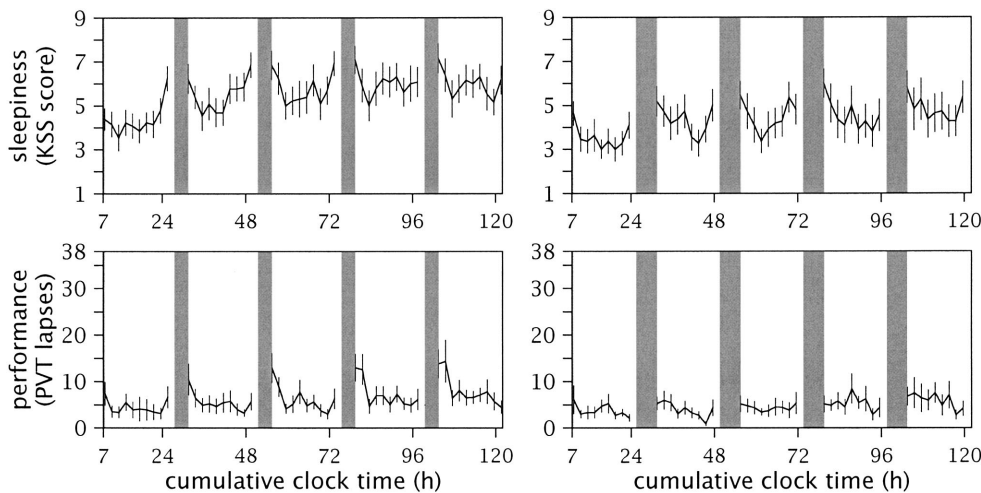 sleepiness
(KSS score)
9
7
5
3
1
7 24 48 72 96 120
9
7
5
3
1
7 24 48 72 96 120
performance
(PVT lapses)
38
30
20
10
0
7 24 48 72 96 120
cumulative clock time (h)
38
30
20
10
0
7 24 48 72 96 120
cumulative clock time (h)